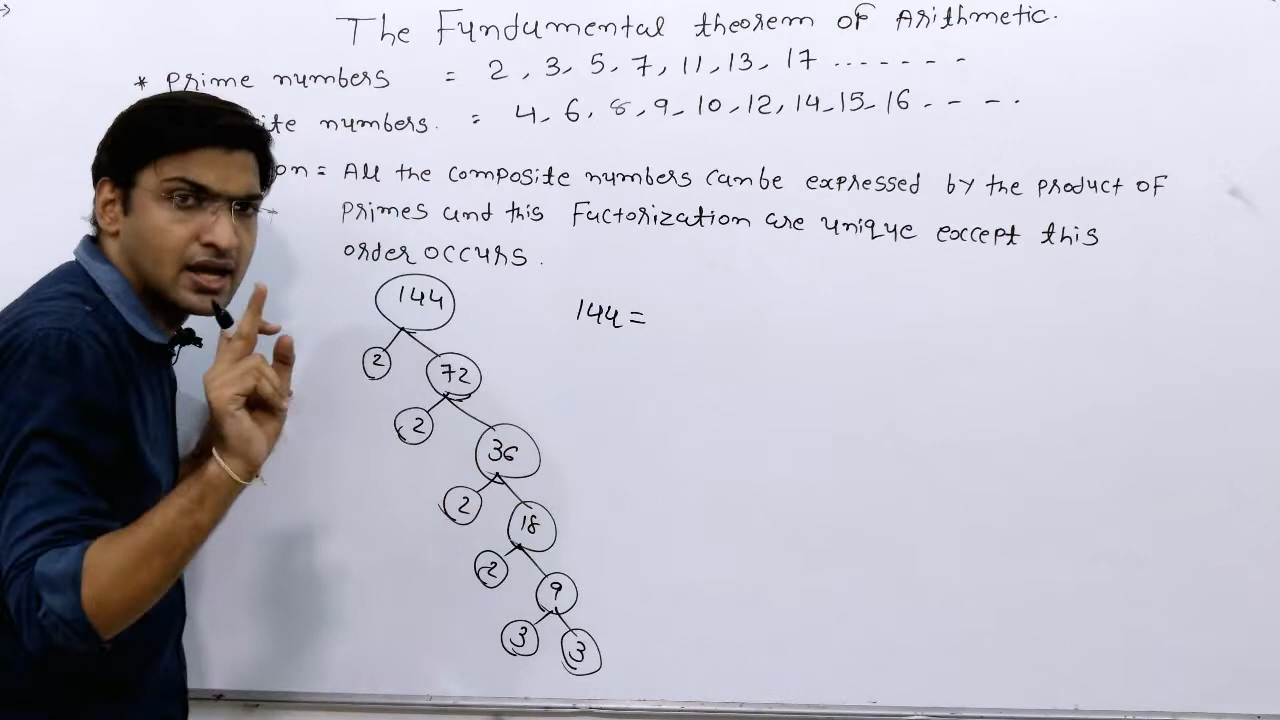 The Fundumental theorem of Arithmetic.
* Prime numbers = 2, 3, 5, 7, 11, 13, 17 .......
ite numbers. = 4, 6, 8, 9, 10, 12, 14, 15, 16 - - - .
on = All the composite numbers canbe expressed by the product of
primes and this Factorization are unique except this
order occurs.
144
144 =
2 72
2 36
2 18
2 9
3 3